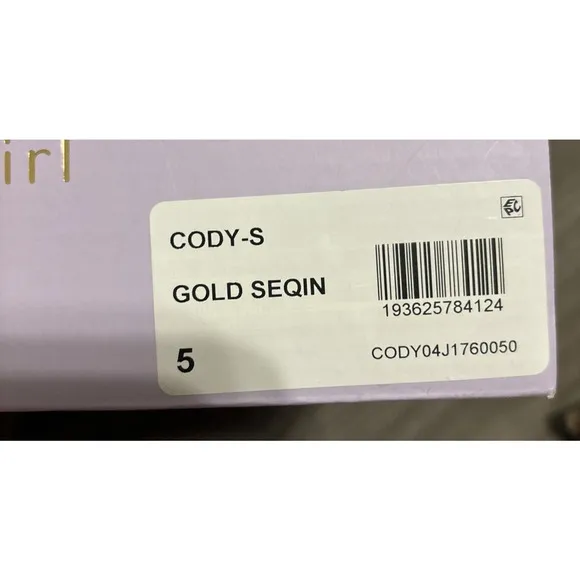 irl
CODY-S
GOLD SEQIN
193625784124
5
CODY04J1760050